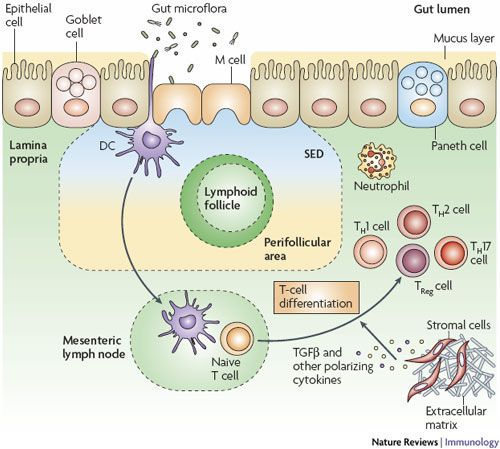 Epithelial
cell
Goblet
cell
Gut microflora
Gut lumen
Mucus layer
M cell
Lamina
propria
DC
SED
Paneth cell
Neutrophil
Lymphoid
follicle
Perifollicular
area
TH1 cell
TH2 cell
TH17
cell
TReg cell
T-cell
differentiation
Mesenteric
lymph node
Naive
T cell
TGFβ and
other polarizing
cytokines
Stromal cells
Extracellular
matrix
Nature Reviews | Immunology